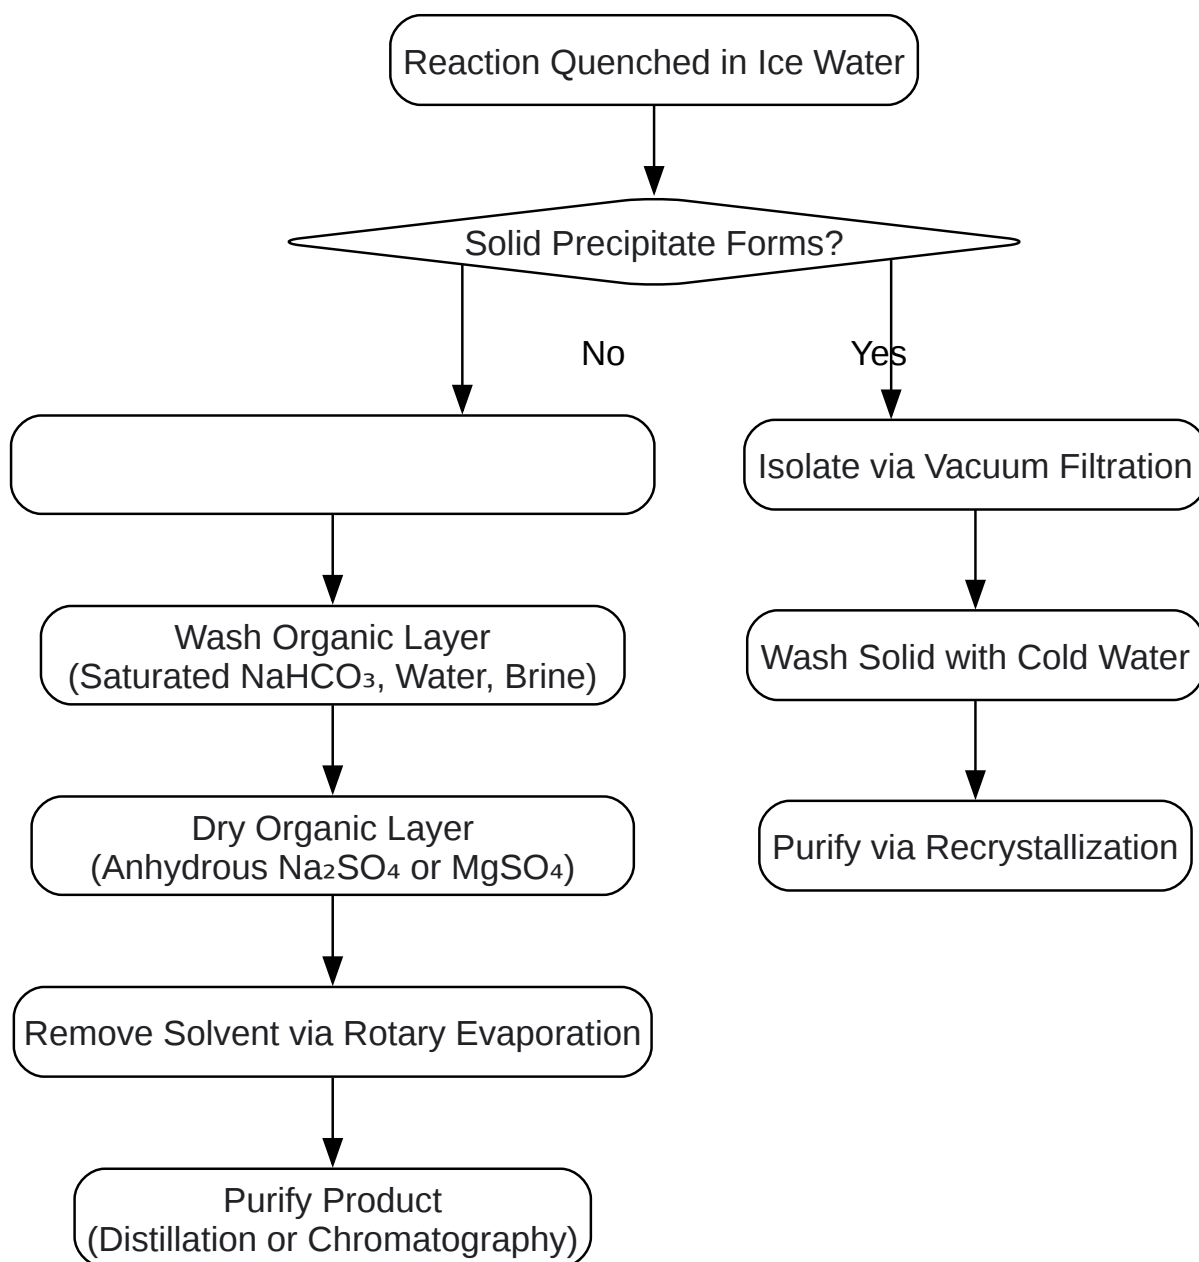 Reaction Quenched in Ice Water
Solid Precipitate Forms?
No
Yes
Isolate via Vacuum Filtration
Wash Organic Layer
(Saturated NaHCO₃, Water, Brine)
Wash Solid with Cold Water
Dry Organic Layer
(Anhydrous Na₂SO₄ or MgSO₄)
Purify via Recrystallization
Remove Solvent via Rotary Evaporation
Purify Product
(Distillation or Chromatography)